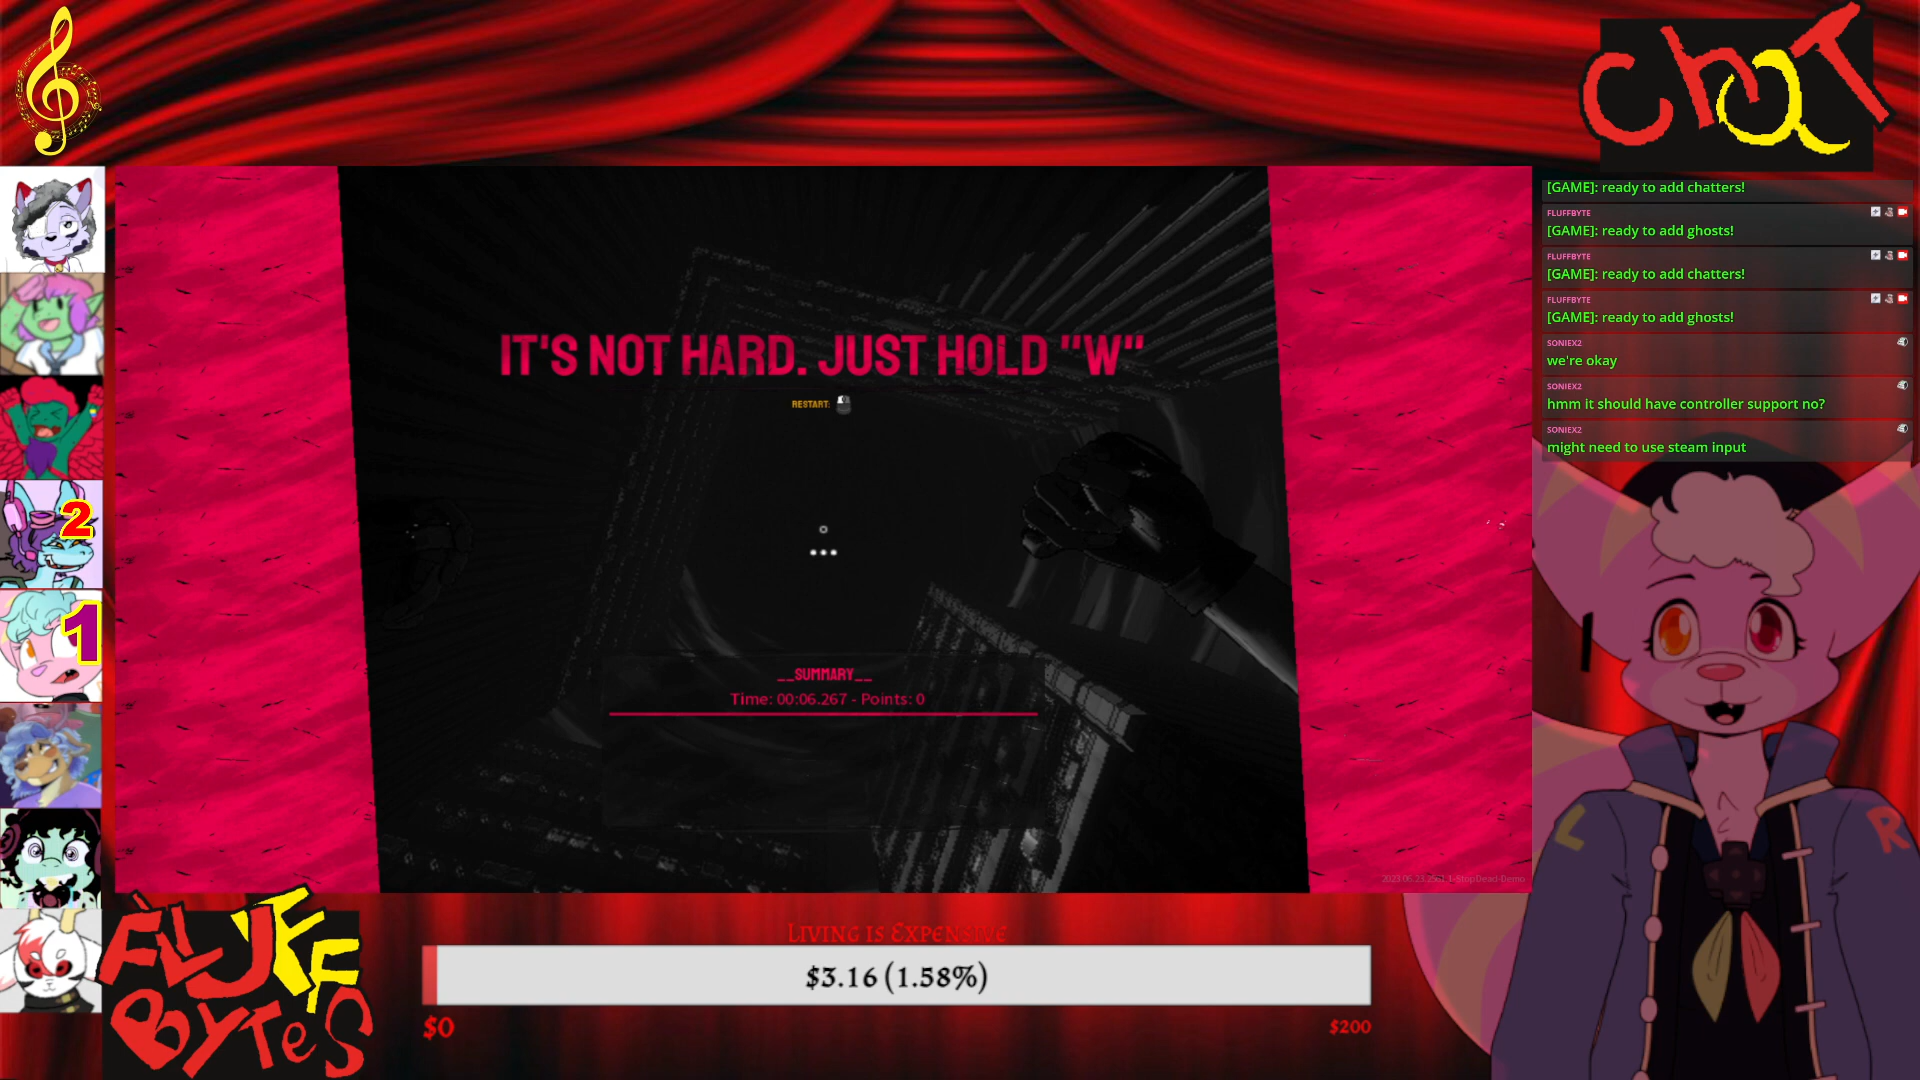 chaT
[GAME]: ready to add chatters!
FLUFFBYTE
[GAME]: ready to add ghosts!
FLUFFBYTE
[GAME]: ready to add chatters!
FLUFFBYTE
[GAME]: ready to add ghosts!
SONIEX2
we're okay
SONIEX2
hmm it should have controller support no?
SONIEX2
might need to use steam input
2
1
IT'S NOT HARD. JUST HOLD "W"
RESTART:
__SUMMARY__
Time: 00:06.267 - Points: 0
L
R
FLUFF
BYTeS
LIVING IS EXPENSIVE
$3.16 (1.58%)
$0
$200